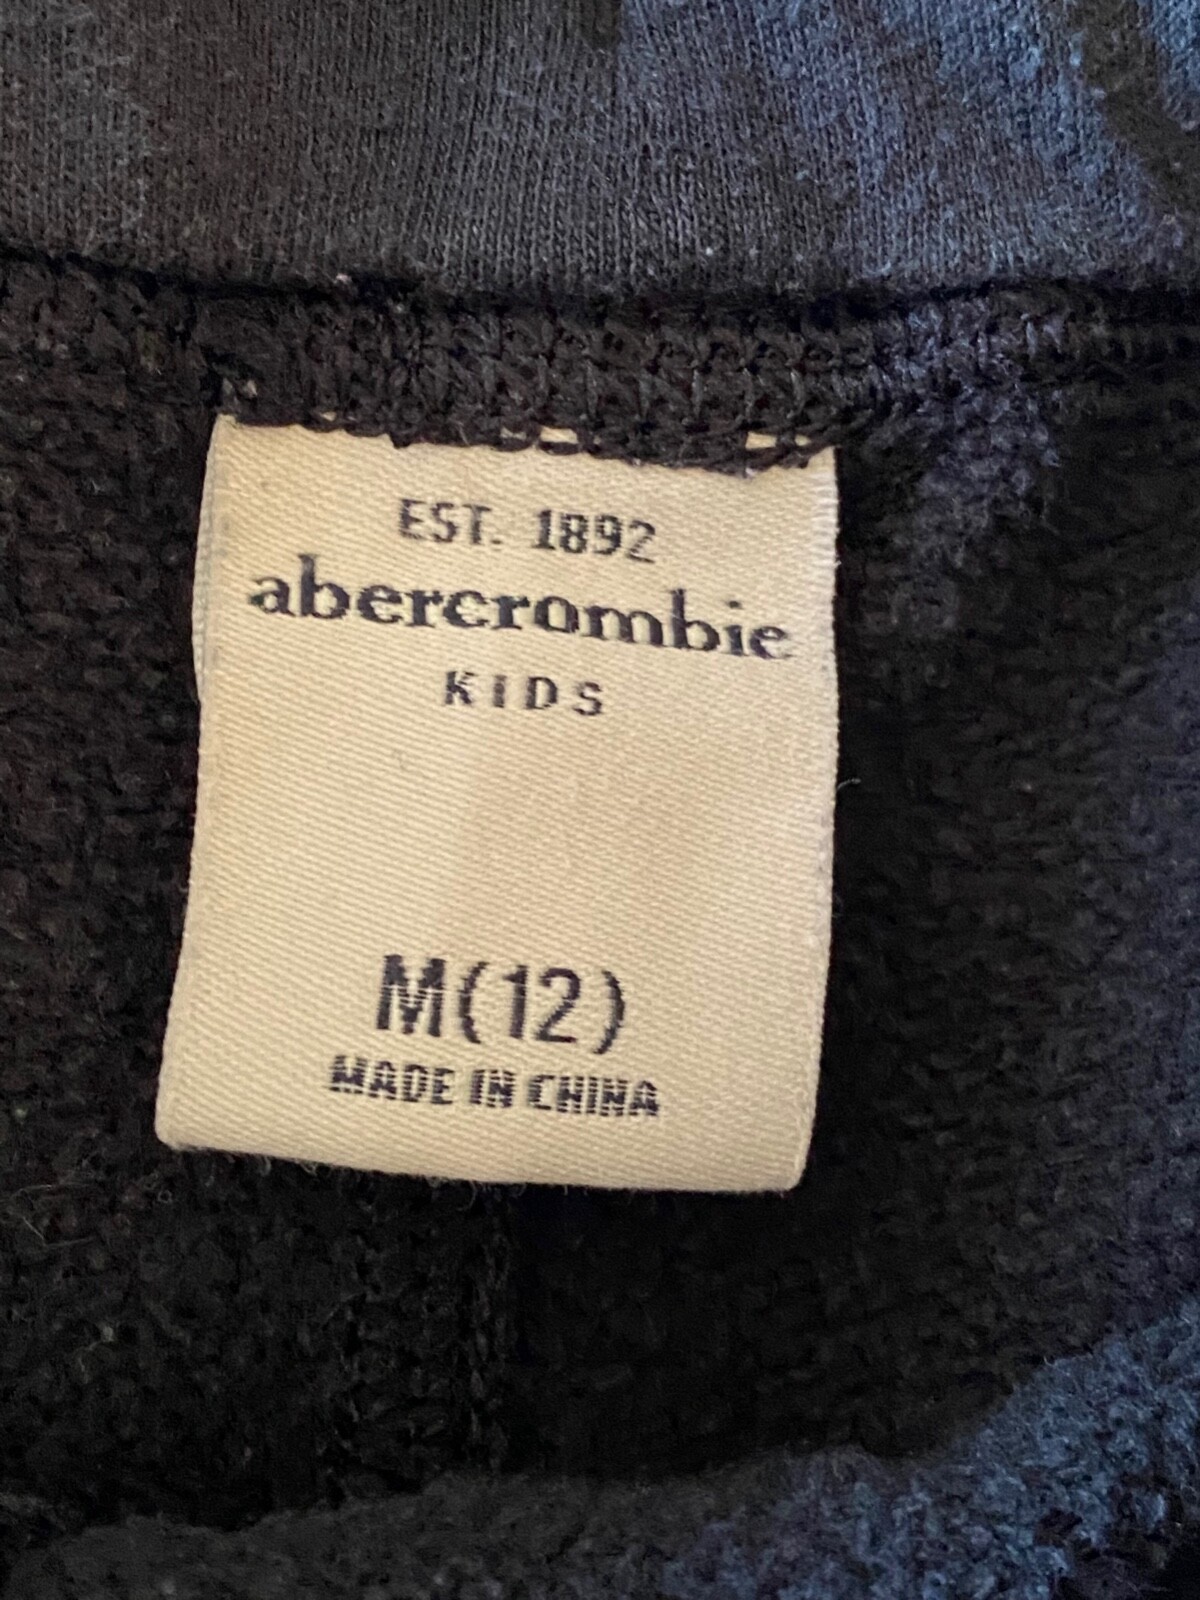 EST. 1892
abercrombie
KIDS
M(12)
MADE IN CHINA